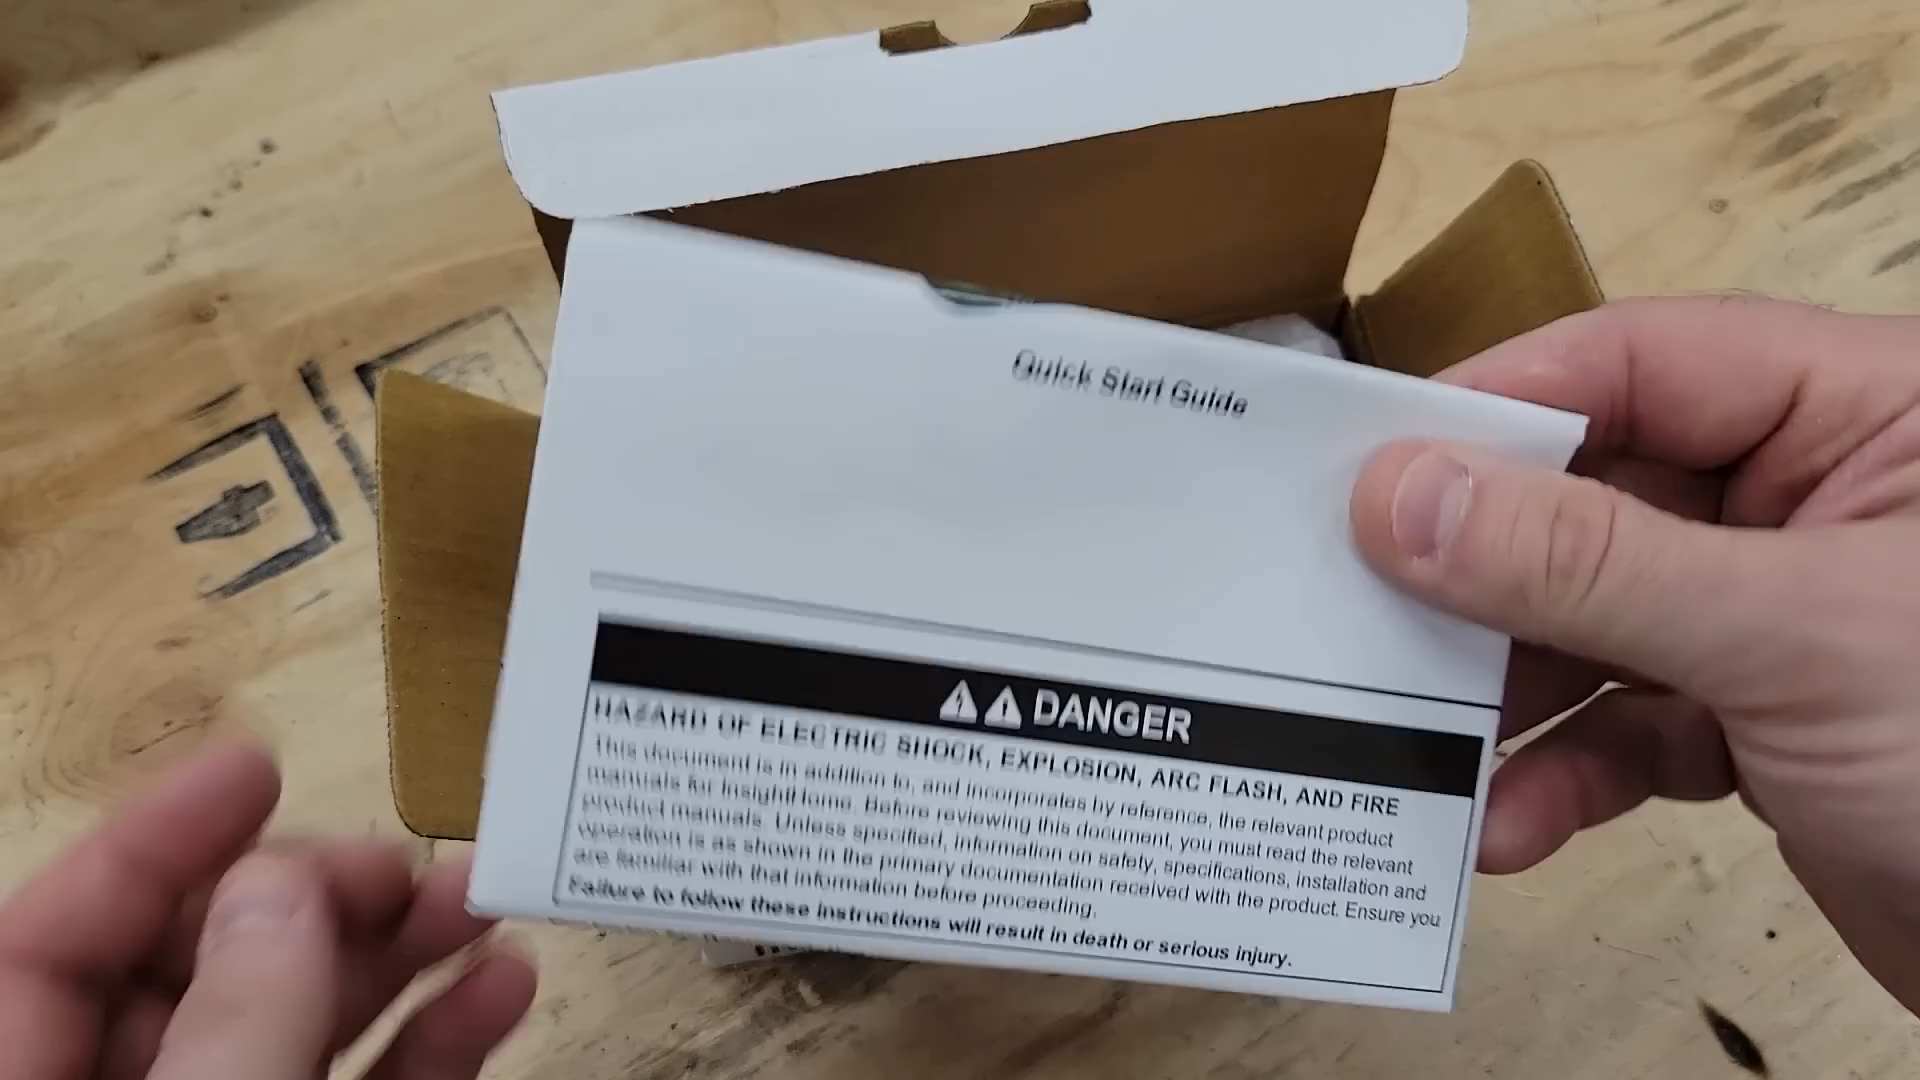 Quick Start Guide
DANGER
HAZARD OF ELECTRIC SHOCK, EXPLOSION, ARC FLASH, AND FIRE
This document is in addition to, and incorporates by reference, the relevant product
manuals for InsightHome. Before reviewing this document, you must read the relevant
product manuals. Unless specified, information on safety, specifications, installation and
operation is as shown in the primary documentation received with the product. Ensure you
are familiar with that information before proceeding.
Failure to follow these instructions will result in death or serious injury.